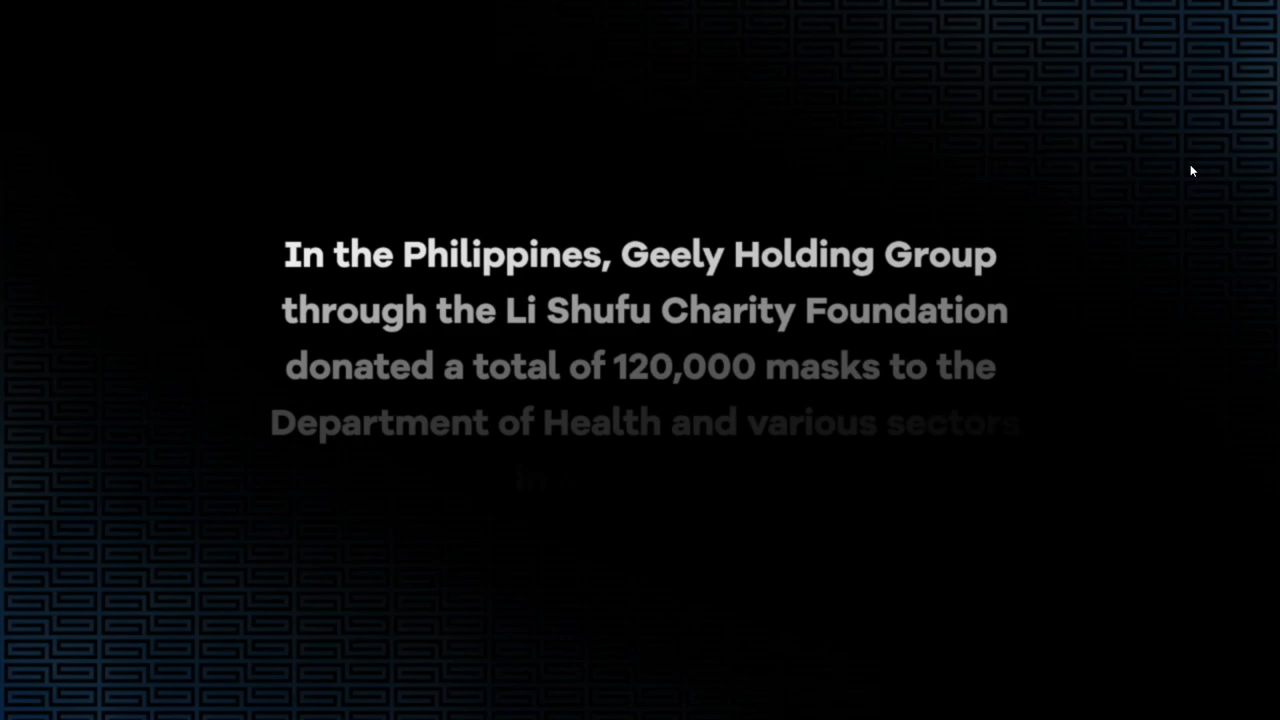 In the Philippines, Geely Holding Group
through the Li Shufu Charity Foundation
donated a total of 120,000 masks to the
Department of Health and various sectors
in